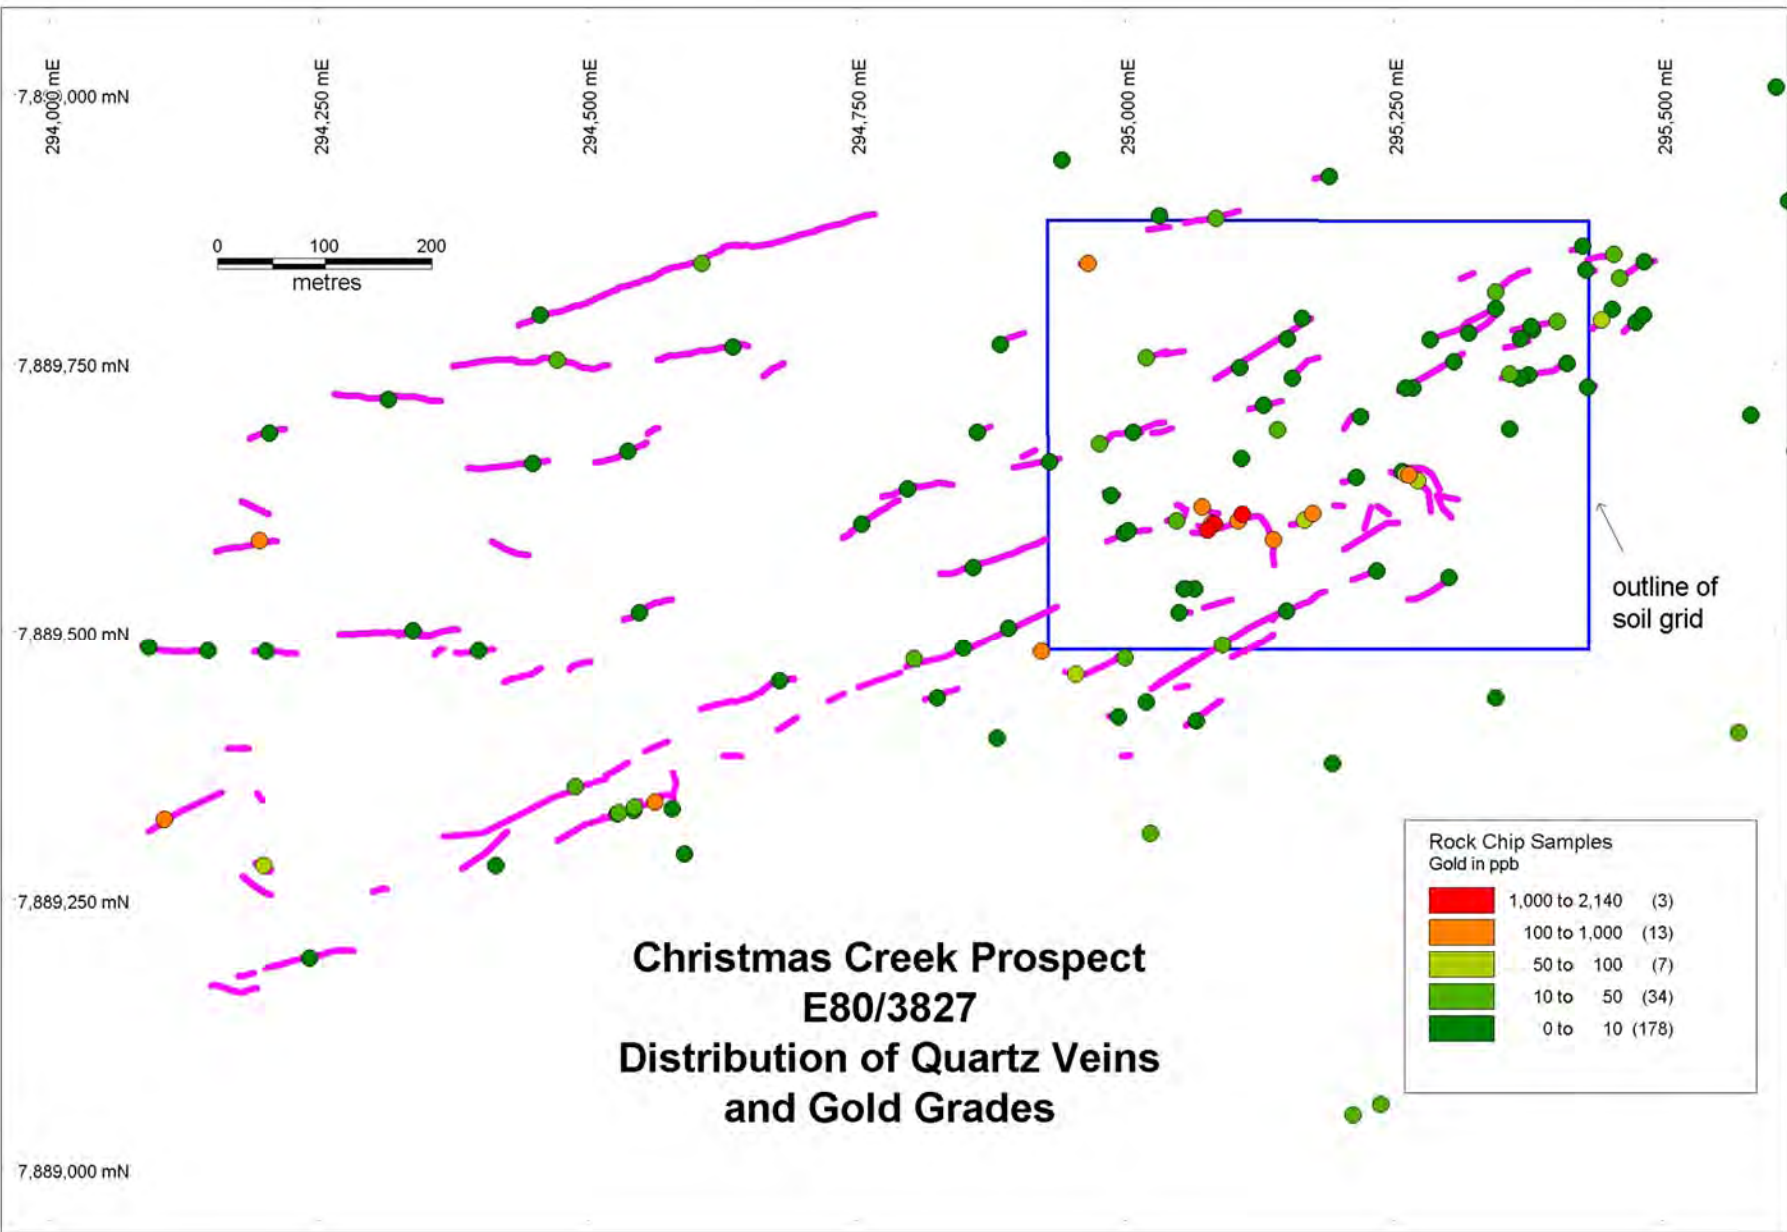 294,000 mE
294,250 mE
294,500 mE
294,750 mE
295,000 mE
295,250 mE
295,500 mE
7,890,000 mN
0 100 200
metres
7,889,750 mN
7,889,500 mN
outline of
soil grid
7,889,250 mN
Rock Chip Samples
Gold in ppb
1,000 to 2,140 (3)
100 to 1,000 (13)
50 to 100 (7)
10 to 50 (34)
0 to 10 (178)
Christmas Creek Prospect
E80/3827
Distribution of Quartz Veins
and Gold Grades
7,889,000 mN